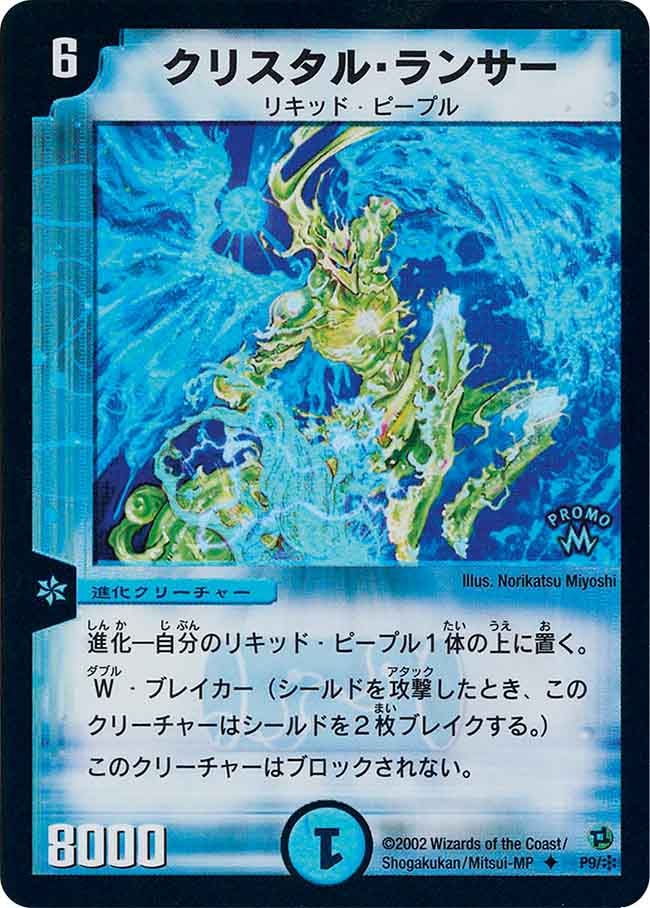 6
クリスタル・ランサー
リキッド・ピープル
PROMO
M
Illus. Norikatsu Miyoshi
進化クリーチャー
進化―自分のリキッド・ピープル1体の上に置く。
W・ブレイカー(シールドを攻撃したとき、この
クリーチャーはシールドを2枚ブレイクする。)
このクリーチャーはブロックされない。
8000
1
©2002 Wizards of the Coast/
Shogakukan/Mitsui-MP
P9/